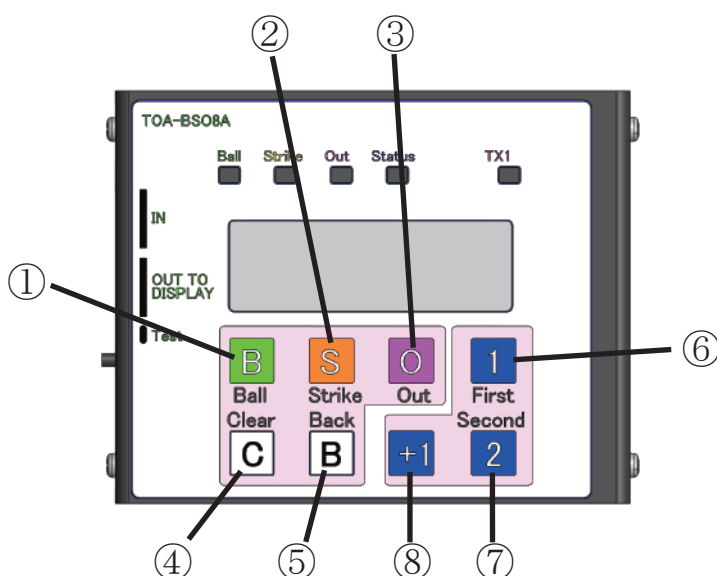 ② ③
TOA-BSO8A
Ball Strike Out Status TX1
IN
OUT TO
DISPLAY
①
Test
⑥
B S O 1
Ball Strike Out First
Clear Back Second
C B +1 2
④ ⑤ ⑧ ⑦